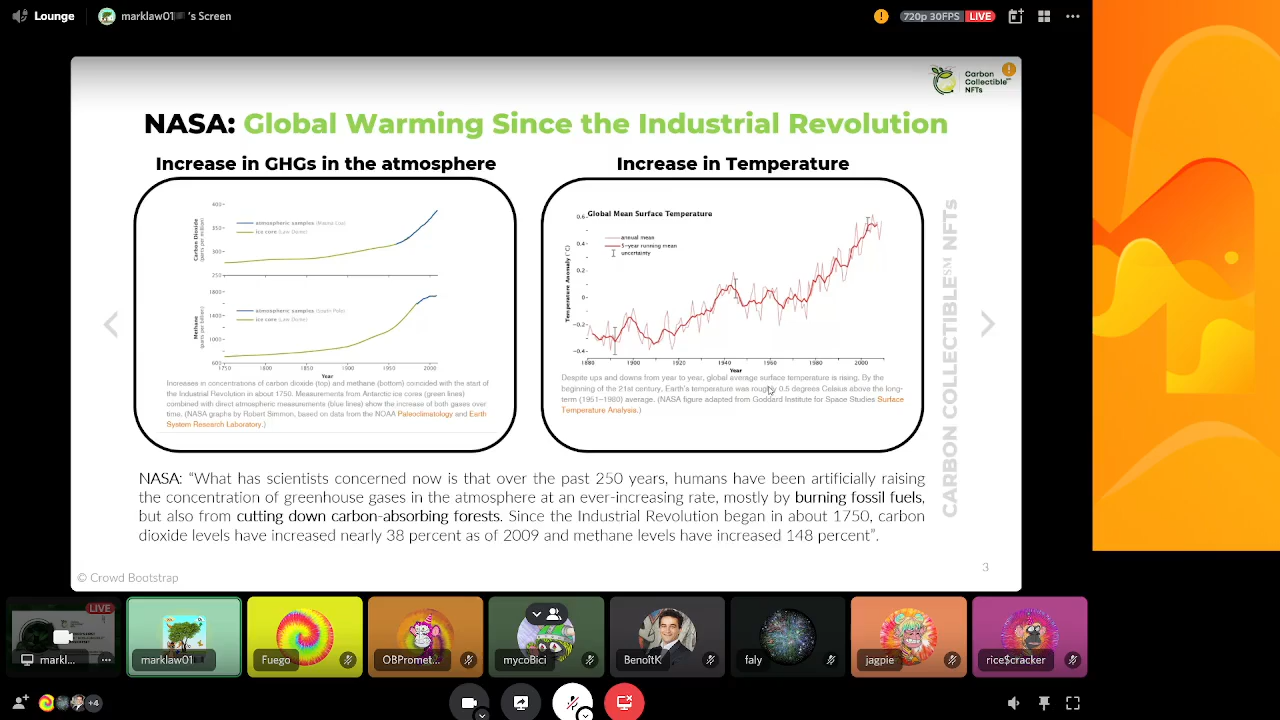 Lounge
marklaw01 's Screen
720p 30FPS LIVE
Carbon
Collectible℠
NFTs
NASA: Global Warming Since the Industrial Revolution
Increase in GHGs in the atmosphere
Increase in Temperature
400
350
300
250
Carbon Dioxide
(parts per million)
atmospheric samples (Mauna Loa)
ice core (Law Dome)
1800
1400
1000
600
Methane
(parts per billion)
atmospheric samples (South Pole)
ice core (Law Dome)
1750 1800 1850 1900 1950 2000
Year
Increases in concentrations of carbon dioxide (top) and methane (bottom) coincided with the start of
the Industrial Revolution in about 1750. Measurements from Antarctic ice cores (green lines)
combined with direct atmospheric measurements (blue lines) show the increase of both gases over
time. (NASA graphs by Robert Simmon, based on data from the NOAA Paleoclimatology and Earth
System Research Laboratory.)
Global Mean Surface Temperature
annual mean
5-year running mean
uncertainty
Temperature Anomaly (°C)
0.6
0.4
0.2
0
-0.2
-0.4
1880 1900 1920 1940 1960 1980 2000
Year
Despite ups and downs from year to year, global average surface temperature is rising. By the
beginning of the 21st century, Earth's temperature was roughly 0.5 degrees Celsius above the long-
term (1951–1980) average. (NASA figure adapted from Goddard Institute for Space Studies Surface
Temperature Analysis.)
CARBON COLLECTIBLE℠ NFTs
NASA: “What has scientists concerned now is that over the past 250 years, humans have been artificially raising
the concentration of greenhouse gases in the atmosphere at an ever-increasing rate, mostly by burning fossil fuels,
but also from cutting down carbon-absorbing forests. Since the Industrial Revolution began in about 1750, carbon
dioxide levels have increased nearly 38 percent as of 2009 and methane levels have increased 148 percent”.
3
© Crowd Bootstrap
LIVE
markl...
marklaw01
Fuego
OBPromet...
mycoBici
BenoîtK
faly
jagpie
rice$cracker
+4